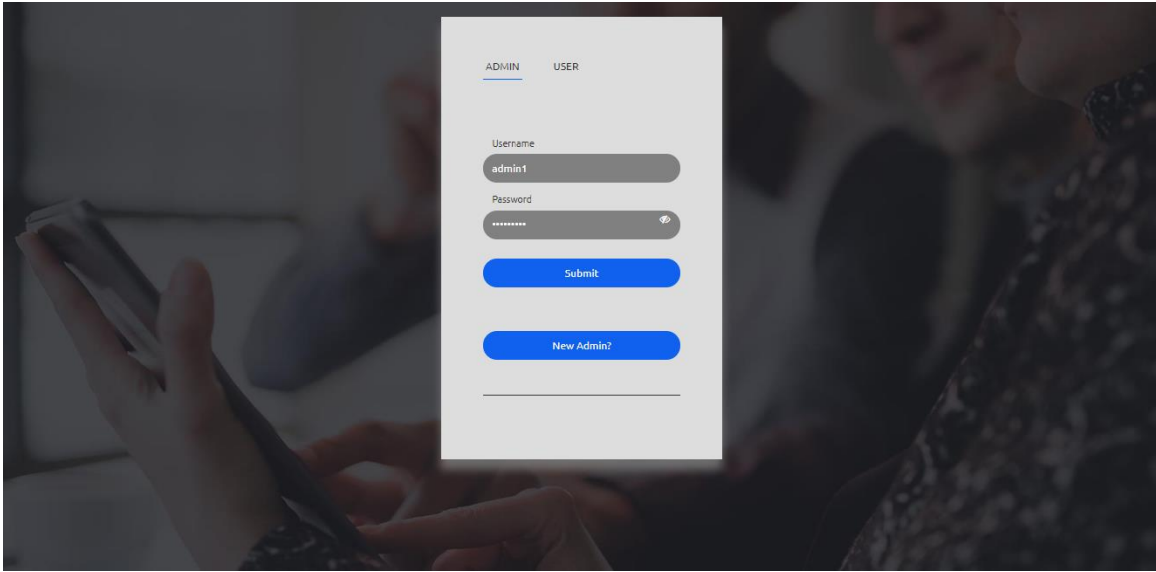 ADMIN USER
Username
admin1
Password
•••••••••
Submit
New Admin?